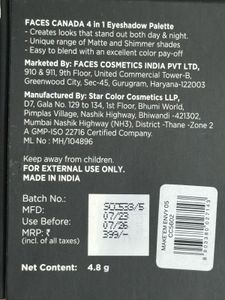 FACES CANADA 4 in 1 Eyeshadow Palette
- Creates looks that stand out both day & night.
- Unique range of Matte and Shimmer shades
- Easy to blend with an excellent color pay-off
Marketed By: FACES COSMETICS INDIA PVT LTD,
910 & 911, 9th Floor, United Commercial Tower-B,
Greenway City, Sec-45, Gurugram, Haryana-122003
Manufactured By: Star Color Cosmetics LLP,
D7, Gala No. 129 to 134, 1st Floor, Bhumi World,
Pimplas Village, Nashik Highway, Bhiwandi -421302,
Mumbai Nashik Highway (NH3), District -Thane -Zone 2
A GMP-ISO 22716 Certified Company.
ML No : MH/104896
Keep away from children.
FOR EXTERNAL USE ONLY.
MADE IN INDIA
Batch No.: SCC533/5
MFD: 07/23
Use Before: 07/26
MRP: ₹ 399/-
(incl. of all taxes)
Net Content: 4.8 g
MAKE'EM ENVY 05
CC5602